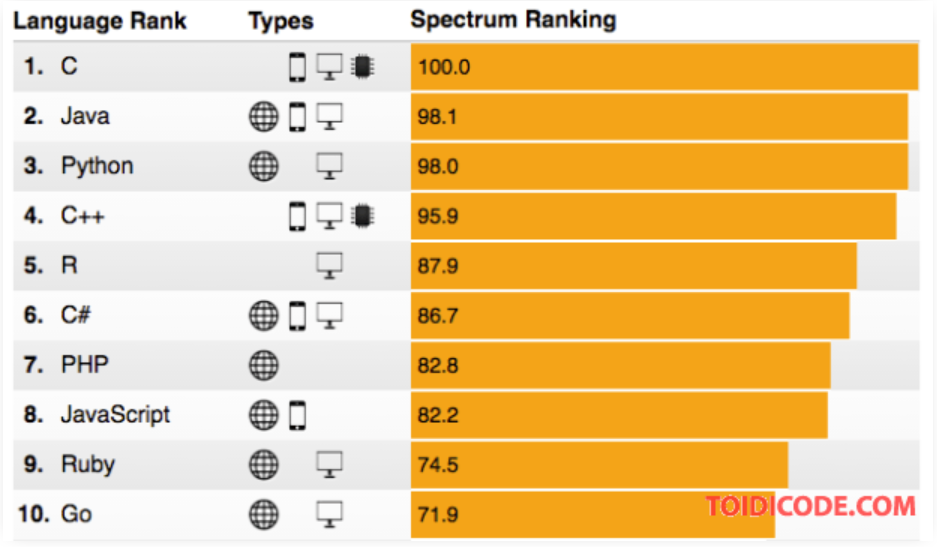 Language Rank Types Spectrum Ranking
1. C 100.0
2. Java 98.1
3. Python 98.0
4. C++ 95.9
5. R 87.9
6. C# 86.7
7. PHP 82.8
8. JavaScript 82.2
9. Ruby 74.5
10. Go 71.9
TOIDICODE.COM